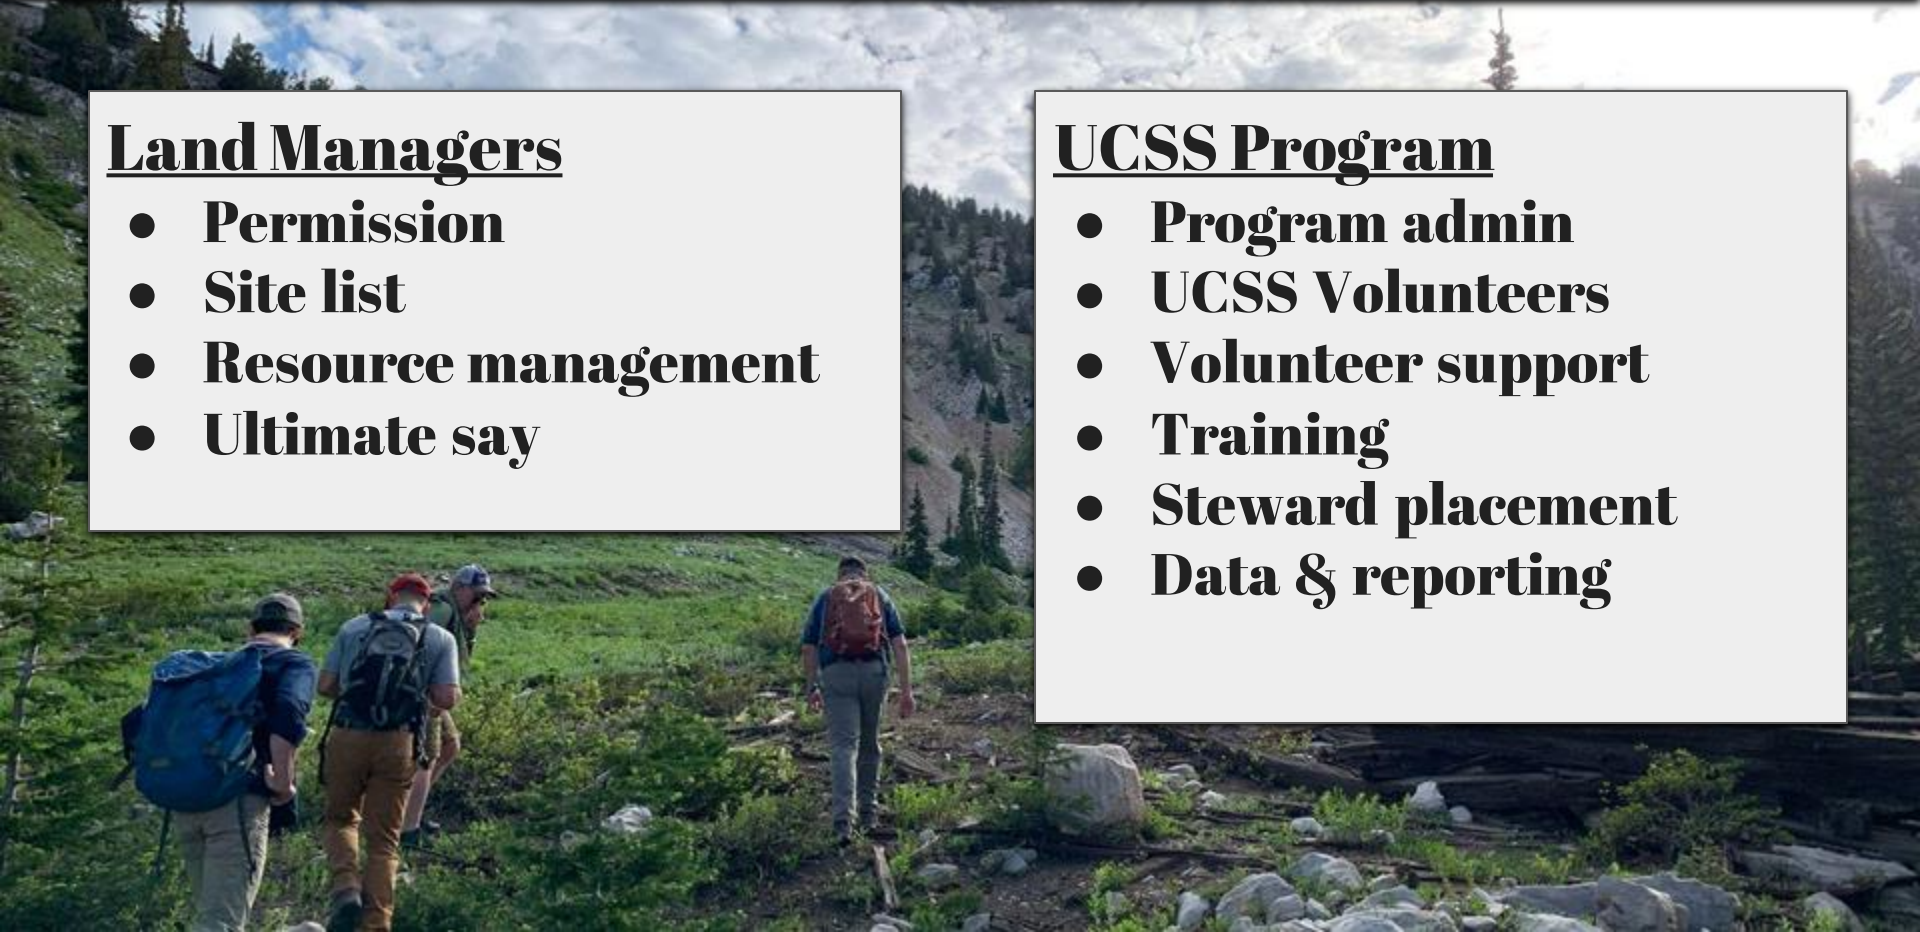 Land Managers
● Permission
● Site list
● Resource management
● Ultimate say
UCSS Program
● Program admin
● UCSS Volunteers
● Volunteer support
● Training
● Steward placement
● Data & reporting